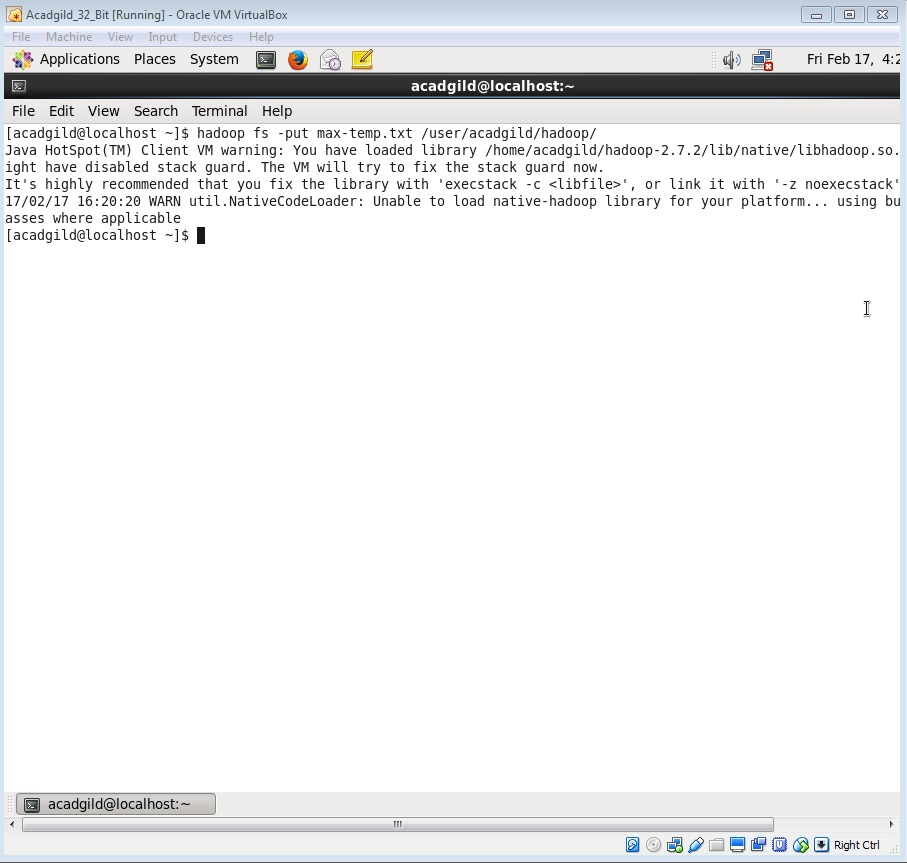 Acadgild_32_Bit [Running] - Oracle VM VirtualBox
File Machine View Input Devices Help
Applications Places System Fri Feb 17, 4:2
acadgild@localhost:~
File Edit View Search Terminal Help
[acadgild@localhost ~]$ hadoop fs -put max-temp.txt /user/acadgild/hadoop/
Java HotSpot(TM) Client VM warning: You have loaded library /home/acadgild/hadoop-2.7.2/lib/native/libhadoop.so.
ight have disabled stack guard. The VM will try to fix the stack guard now.
It's highly recommended that you fix the library with 'execstack -c <libfile>', or link it with '-z noexecstack'
17/02/17 16:20:20 WARN util.NativeCodeLoader: Unable to load native-hadoop library for your platform... using bu
asses where applicable
[acadgild@localhost ~]$
acadgild@localhost:~
Right Ctrl